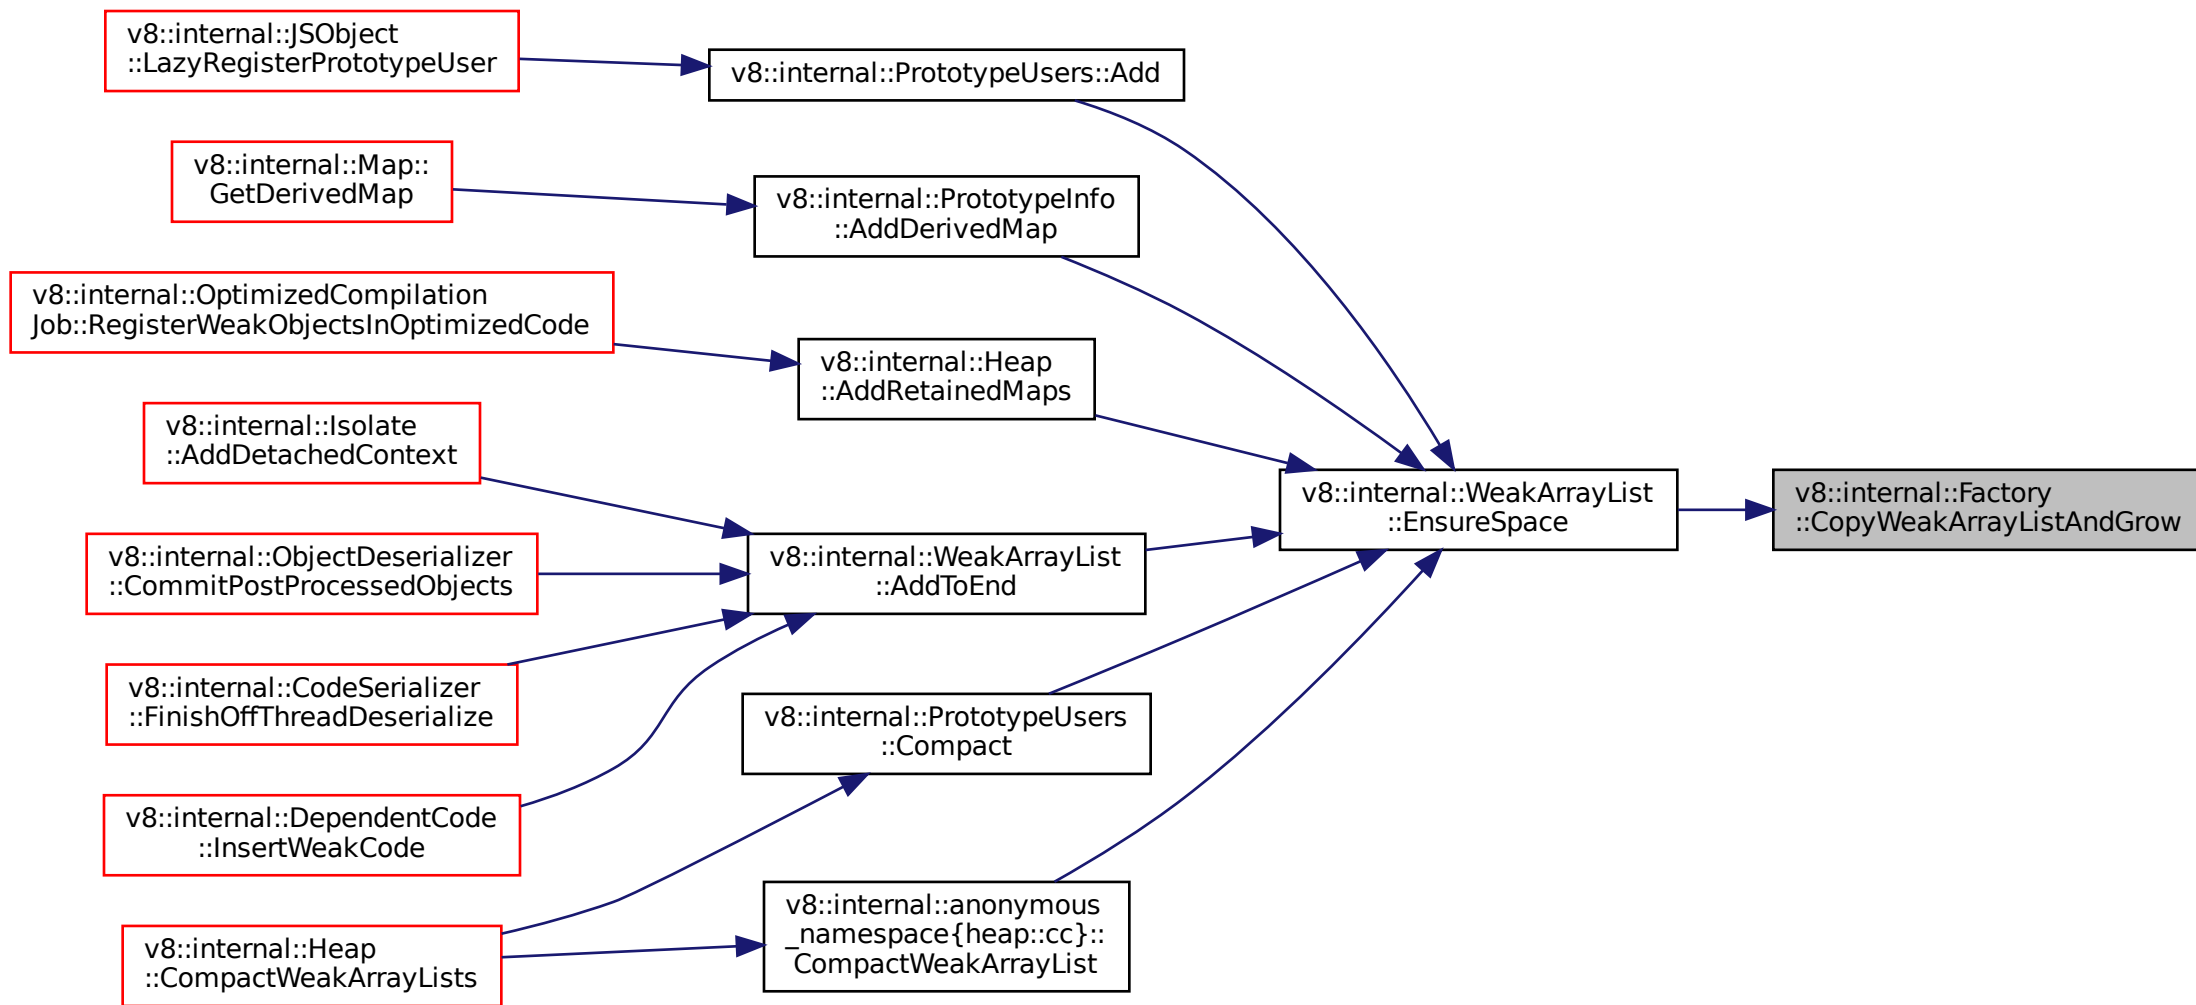 v8::internal::JSObject
::LazyRegisterPrototypeUser
v8::internal::PrototypeUsers::Add
v8::internal::Map::
GetDerivedMap
v8::internal::PrototypeInfo
::AddDerivedMap
v8::internal::OptimizedCompilation
Job::RegisterWeakObjectsInOptimizedCode
v8::internal::Heap
::AddRetainedMaps
v8::internal::Isolate
::AddDetachedContext
v8::internal::WeakArrayList
::EnsureSpace
v8::internal::Factory
::CopyWeakArrayListAndGrow
v8::internal::ObjectDeserializer
::CommitPostProcessedObjects
v8::internal::WeakArrayList
::AddToEnd
v8::internal::CodeSerializer
::FinishOffThreadDeserialize
v8::internal::PrototypeUsers
::Compact
v8::internal::DependentCode
::InsertWeakCode
v8::internal::Heap
::CompactWeakArrayLists
v8::internal::anonymous
_namespace{heap::cc}::
CompactWeakArrayList